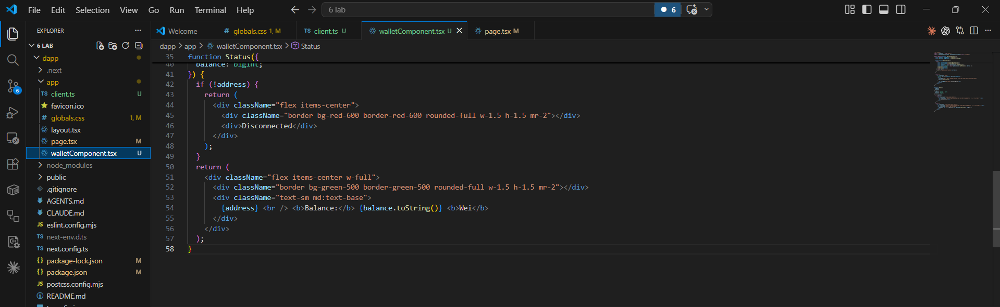 File Edit Selection View Go Run Terminal Help
6 lab
6
EXPLORER
Welcome
# globals.css 1, M
TS client.ts U
walletComponent.tsx U
page.tsx M
6 LAB
dapp > app > walletComponent.tsx > Status
dapp
.next
app
TS client.ts U
favicon.ico
# globals.css 1, M
layout.tsx
page.tsx M
walletComponent.tsx U
node_modules
public
.gitignore
AGENTS.md
CLAUDE.md
JS eslint.config.mjs
TS next-env.d.ts
TS next.config.ts
{} package-lock.json M
{} package.json M
JS postcss.config.mjs
README.md
6
35 function Status({
40 balance: bigint;
41 }) {
42 if (!address) {
43 return (
44 <div className="flex items-center">
45 <div className="border bg-red-600 border-red-600 rounded-full w-1.5 h-1.5 mr-2"></div>
46 <div>Disconnected</div>
47 </div>
48 );
49 }
50 return (
51 <div className="flex items-center w-full">
52 <div className="border bg-green-500 border-green-500 rounded-full w-1.5 h-1.5 mr-2"></div>
53 <div className="text-sm md:text-base">
54 {address} <br /> <b>Balance:</b> {balance.toString()} <b>Wei</b>
55 </div>
56 </div>
57 );
58 }